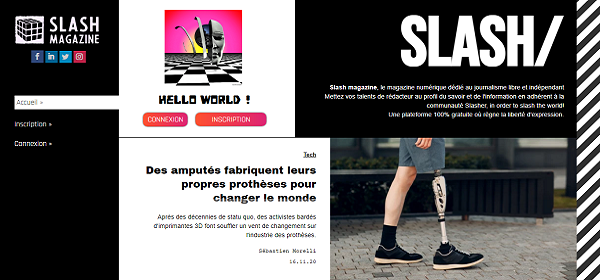 SLASH
MAGAZINE
Accueil »
Inscription »
Connexion »
HELLO WORLD !
CONNEXION
INSCRIPTION
SLASH/
Slash magazine, le magazine numérique dédié au journalisme libre et indépendant
Mettez vos talents de rédacteur au profil du savoir et de l'information en adhérent à la
communauté Slasher, in order to slash the world!
Une plateforme 100% gratuite où règne la liberté d'expression.
Tech
Des amputés fabriquent leurs
propres prothèses pour
changer le monde
Après des décennies de statu quo, des activistes bardés
d'imprimantes 3D font souffler un vent de changement sur
l'industrie des prothèses.
Sébastien Morelli
16.11.20